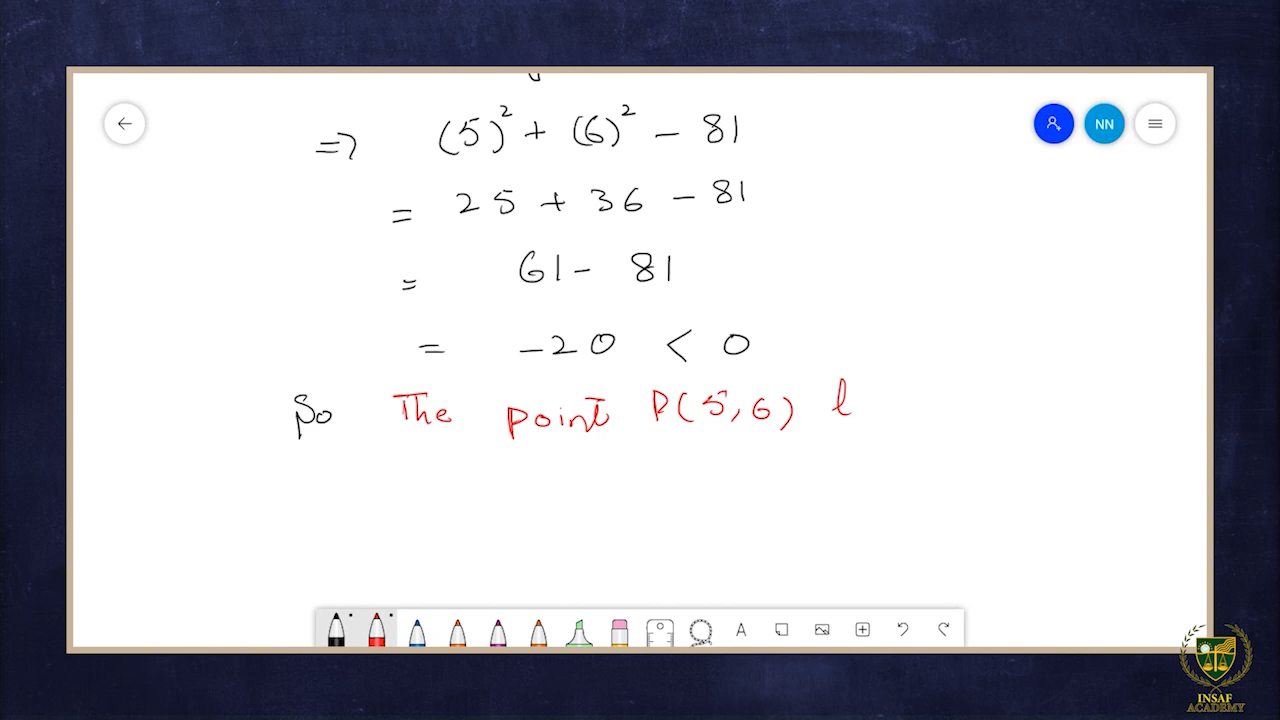 NN
=> (5)² + (6)² - 81
= 25 + 36 - 81
= 61 - 81
= -20 < 0
So The point P(5,6) l
A
INSAF
ACADEMY